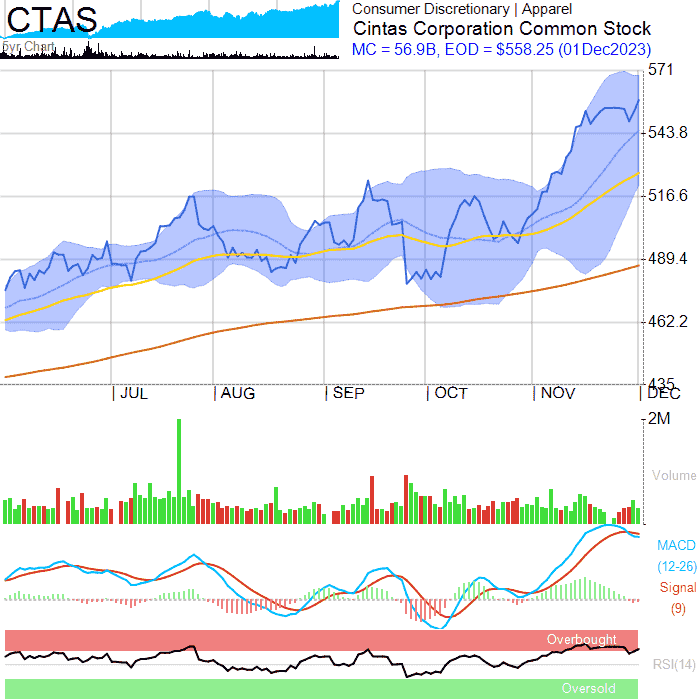 CTAS
5yr Chart
Consumer Discretionary | Apparel
Cintas Corporation Common Stock
MC = 56.9B, EOD = $558.25 (01Dec2023)
571
543.8
516.6
489.4
462.2
435
JUL
AUG
SEP
OCT
NOV
DEC
2M
Volume
MACD
(12-26)
Signal
(9)
Overbought
RSI(14)
Oversold